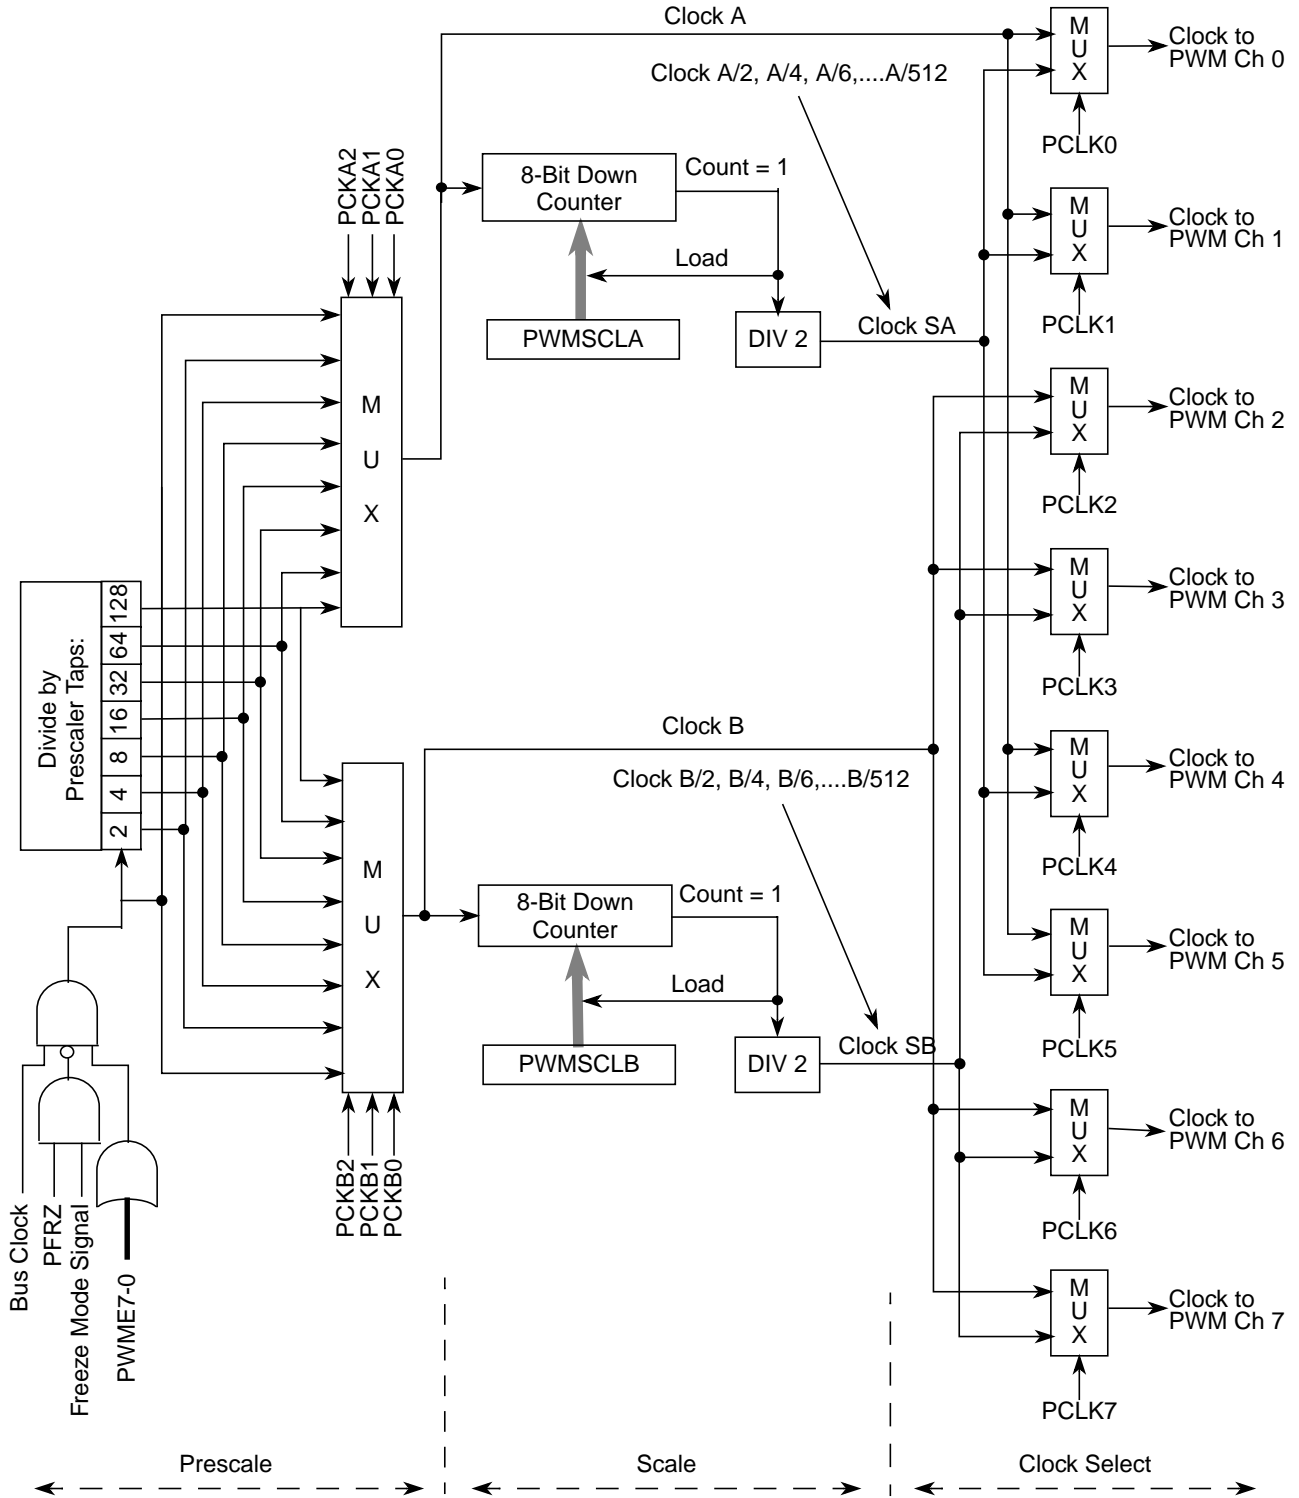 Clock A
Clock A/2, A/4, A/6,....A/512
M
U
X
Clock to
PWM Ch 0
PCLK0
PCKA2
PCKA1
PCKA0
8-Bit Down
Counter
Count = 1
Load
PWMSCLA
DIV 2
Clock SA
M
U
X
Clock to
PWM Ch 1
PCLK1
M
U
X
M
U
X
Clock to
PWM Ch 2
PCLK2
M
U
X
Clock to
PWM Ch 3
PCLK3
Divide by
Prescaler Taps:
128
64
32
16
8
4
2
Clock B
Clock B/2, B/4, B/6,....B/512
M
U
X
Clock to
PWM Ch 4
PCLK4
M
U
X
8-Bit Down
Counter
Count = 1
Load
PWMSCLB
DIV 2
Clock SB
M
U
X
Clock to
PWM Ch 5
PCLK5
PCKB2
PCKB1
PCKB0
M
U
X
Clock to
PWM Ch 6
PCLK6
Bus Clock
PFRZ
Freeze Mode Signal
PWME7-0
M
U
X
Clock to
PWM Ch 7
PCLK7
Prescale
Scale
Clock Select